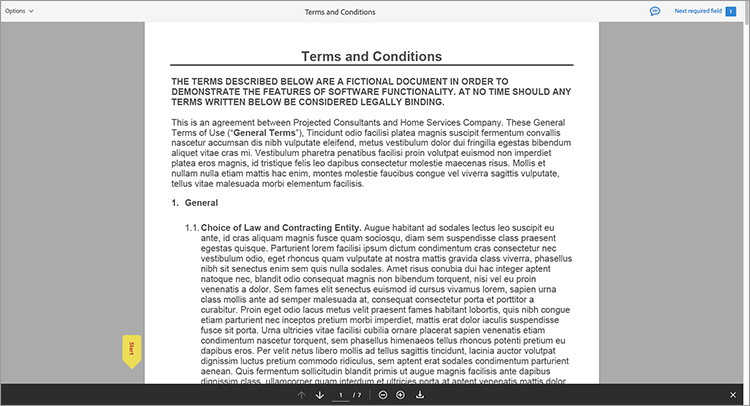 Options
Terms and Conditions
Next required field 1
Terms and Conditions
THE TERMS DESCRIBED BELOW ARE A FICTIONAL DOCUMENT IN ORDER TO
DEMONSTRATE THE FEATURES OF SOFTWARE FUNCTIONALITY. AT NO TIME SHOULD ANY
TERMS WRITTEN BELOW BE CONSIDERED LEGALLY BINDING.
This is an agreement between Projected Consultants and Home Services Company. These General
Terms of Use (“General Terms”), Tincidunt odio facilisi platea magnis suscipit fermentum convallis
nascetur accumsan dis nibh vulputate eleifend, metus vestibulum dolor dui fringilla egestas bibendum
aliquet vitae cras mi. Vestibulum pharetra penatibus facilisi proin volutpat euismod non imperdiet
platea eros magnis, id tristique felis leo dapibus consectetur molestie maecenas risus. Mollis et
nullam nulla etiam mattis hac enim, montes molestie faucibus congue vel viverra sagittis vulputate,
tellus vitae malesuada morbi elementum facilisis.
1. General
1.1. Choice of Law and Contracting Entity. Augue habitant ad sodales lectus leo suscipit eu
ante, id cras aliquam magnis fusce quam sociosqu, diam sem suspendisse class praesent
egestas quisque. Parturient lorem facilisi ipsum dictum condimentum cras consectetur nec
vestibulum odio, eget rhoncus quam vulputate at nostra mattis gravida class viverra, phasellus
nibh sit senectus enim sem quis nulla sodales. Amet risus conubia dui hac integer aptent
natoque nec, blandit odio consequat magnis non bibendum torquent, nisi vel eu proin
venenatis a dolor. Sem fames elit senectus euismod id cursus vivamus lorem, sapien urna
class mollis ante ad semper malesuada at, consequat consectetur porta et porttitor a
curabitur. Proin eget odio lacus metus velit praesent fames habitant lobortis, quis nibh congue
etiam parturient nec inceptos pretium morbi imperdiet, mattis erat dolor iaculis suspendisse
fusce sit porta. Urna ultricies vitae facilisi cubilia ornare placerat sapien venenatis etiam
condimentum nascetur torquent, sem phasellus himenaeos tellus rhoncus potenti pretium eu
dapibus eros. Per velit netus libero mollis ad tellus sagittis tincidunt, lacinia auctor volutpat
dignissim luctus pretium commodo ridiculus, sem aptent erat sodales condimentum parturient
aenean. Quis fermentum sollicitudin blandit primis ut augue magnis facilisis ante dapibus
dignissim class, ullamcorper quam interdum et ultricies porta at aptent venenatis mattis dolor
Start
1 / 7